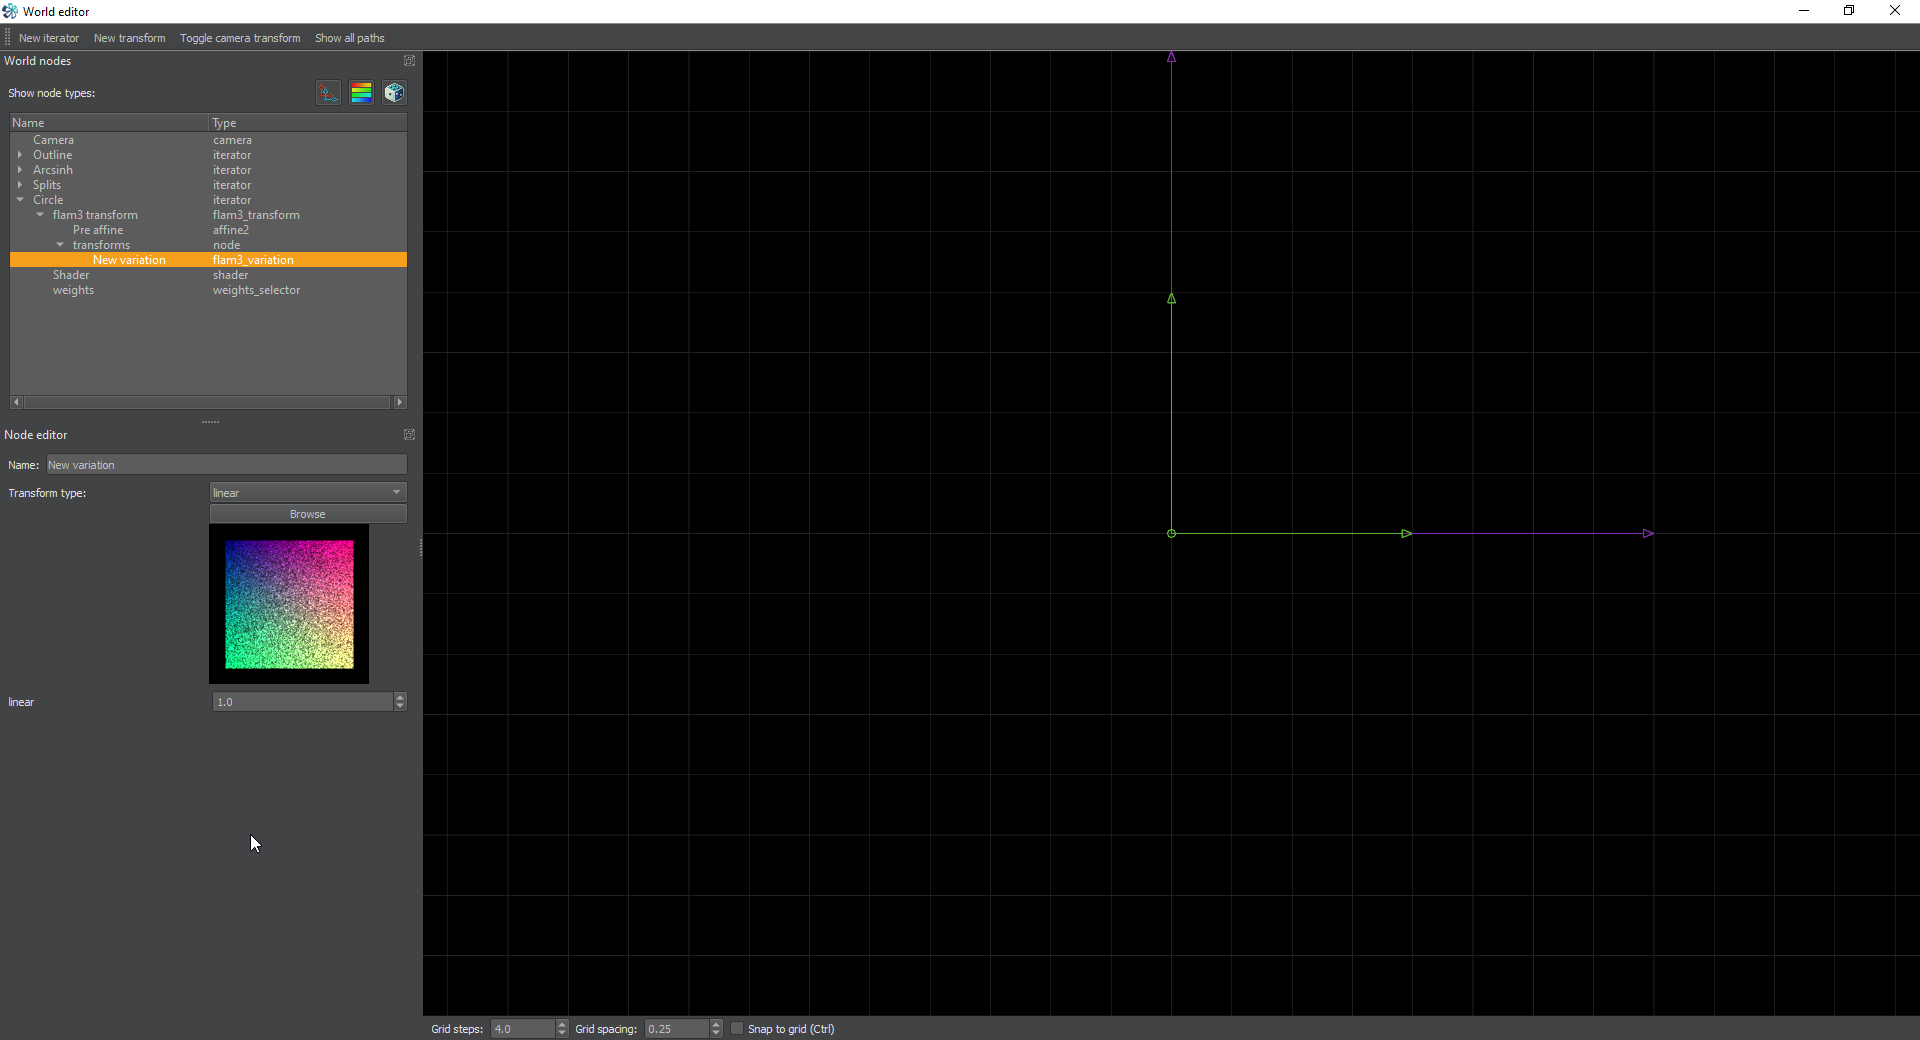 World editor
New iterator New transform Toggle camera transform Show all paths
World nodes
Show node types:
Name Type
Camera camera
Outline iterator
Arcsinh iterator
Splits iterator
Circle iterator
flam3 transform flam3_transform
Pre affine affine2
transforms node
New variation flam3_variation
Shader shader
weights weights_selector
Node editor
Name: New variation
Transform type: linear
Browse
linear 1.0
Grid steps: 4.0 Grid spacing: 0.25 Snap to grid (Ctrl)